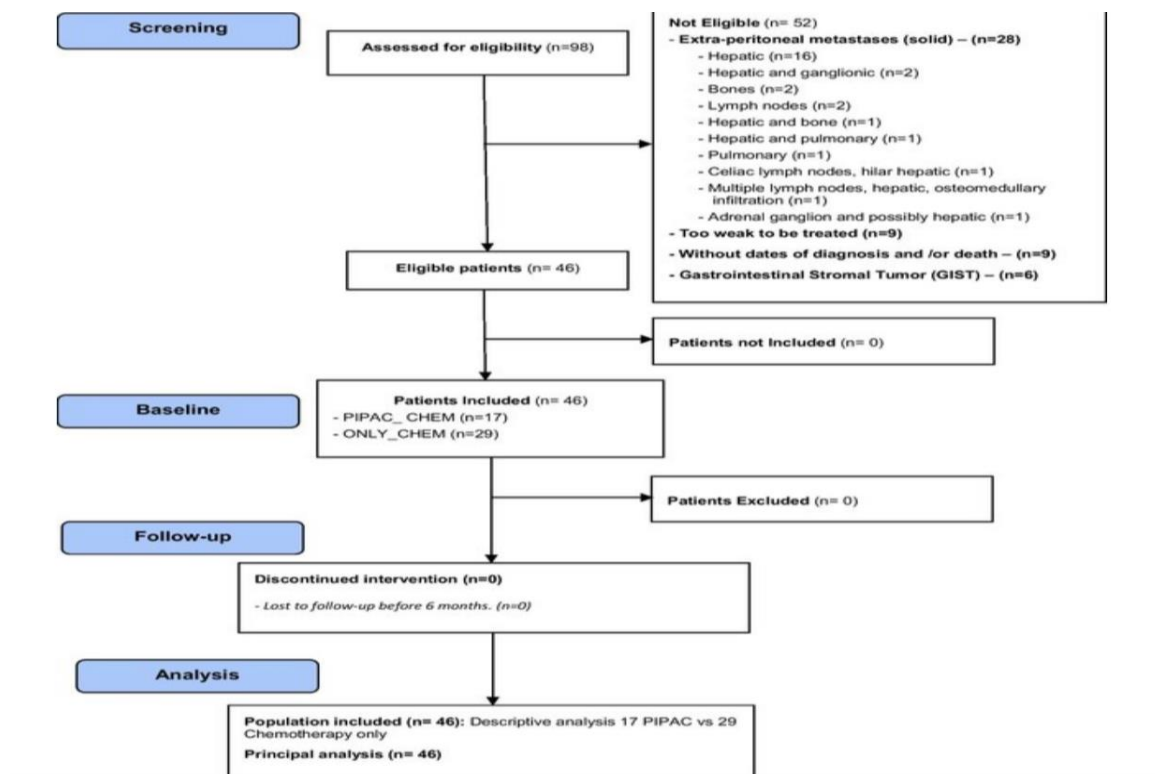 Screening
Assessed for eligibility (n=98)
Not Eligible (n= 52)
- Extra-peritoneal metastases (solid) – (n=28)
- Hepatic (n=16)
- Hepatic and ganglionic (n=2)
- Bones (n=2)
- Lymph nodes (n=2)
- Hepatic and bone (n=1)
- Hepatic and pulmonary (n=1)
- Pulmonary (n=1)
- Celiac lymph nodes, hilar hepatic (n=1)
- Multiple lymph nodes, hepatic, osteomedullary
infiltration (n=1)
- Adrenal ganglion and possibly hepatic (n=1)
- Too weak to be treated (n=9)
- Without dates of diagnosis and /or death – (n=9)
- Gastrointestinal Stromal Tumor (GIST) – (n=6)
Eligible patients (n= 46)
Patients not Included (n= 0)
Baseline
Patients Included (n= 46)
- PIPAC_ CHEM (n=17)
- ONLY_CHEM (n=29)
Patients Excluded (n= 0)
Follow-up
Discontinued intervention (n=0)
- Lost to follow-up before 6 months. (n=0)
Analysis
Population included (n= 46): Descriptive analysis 17 PIPAC vs 29
Chemotherapy only
Principal analysis (n= 46)